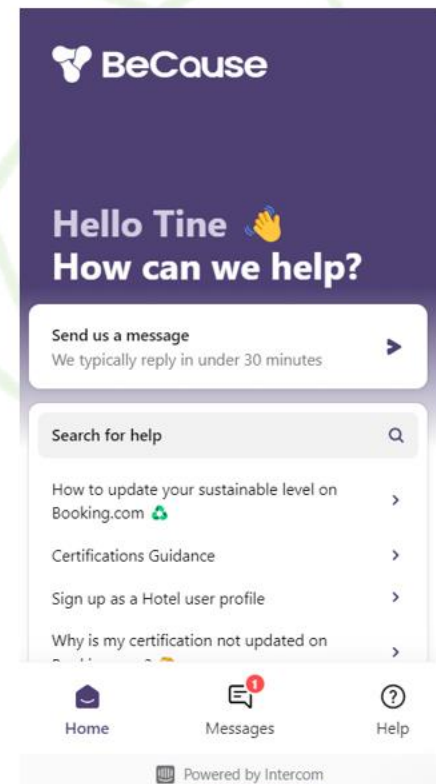 BeCause
Hello Tine 👋
How can we help?
Send us a message
We typically reply in under 30 minutes
Search for help
How to update your sustainable level on
Booking.com ♻️
Certifications Guidance
Sign up as a Hotel user profile
Why is my certification not updated on
1
Home
Messages
Help
Powered by Intercom